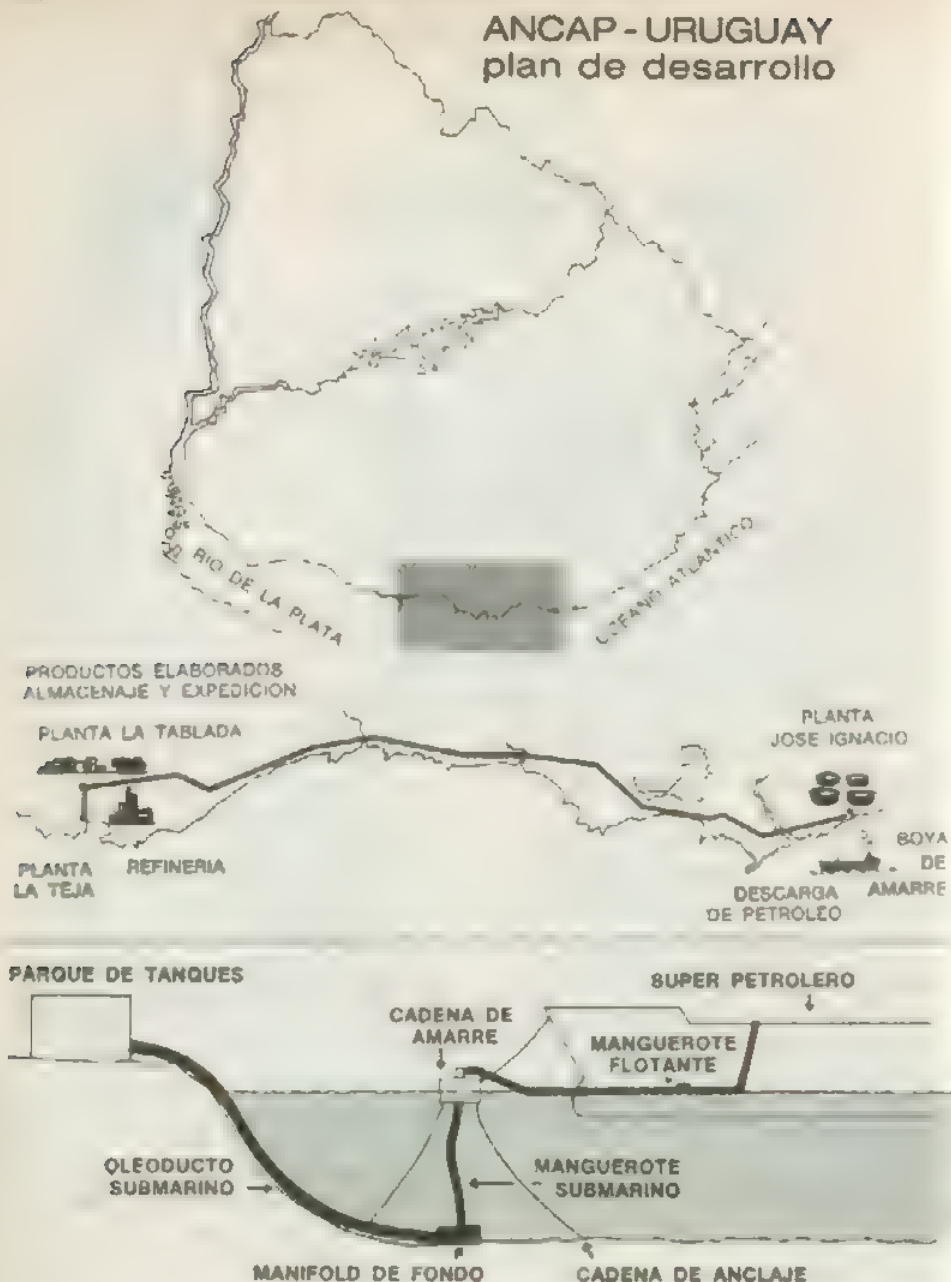 ANCAP - URUGUAY
plan de desarrollo
RIO DE LA PLATA
OCEANO ATLANTICO
PRODUCTOS ELABORADOS
ALMACENAJE Y EXPEDICION
PLANTA LA TABLADA
PLANTA
JOSE IGNACIO
PLANTA
LA TEJA
REFINERIA
DESCARGA
DE PETROLEO
BOYA
DE
AMARRE
PARQUE DE TANQUES
SUPER PETROLERO
CADENA DE
AMARRE
MANGUEROTE
FLOTANTE
OLEODUCTO
SUBMARINO
MANGUEROTE
SUBMARINO
MANIFOLD DE FONDO
CADENA DE ANCLAJE